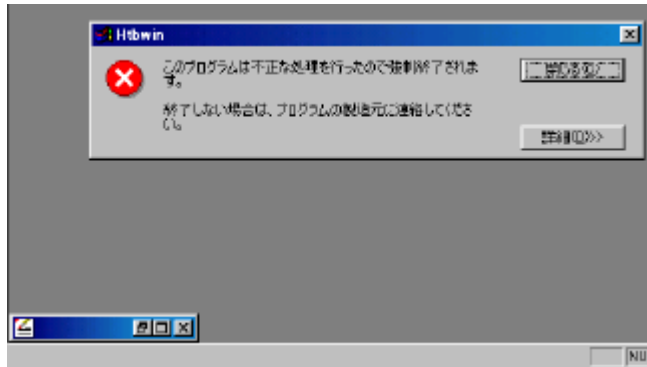 Htbwin
このプログラムは不正な処理を行ったので強制終了されま
す。
終了しない場合は、プログラムの製造元に連絡してくださ
い。
閉じる(C)
詳細(D)>>
NU